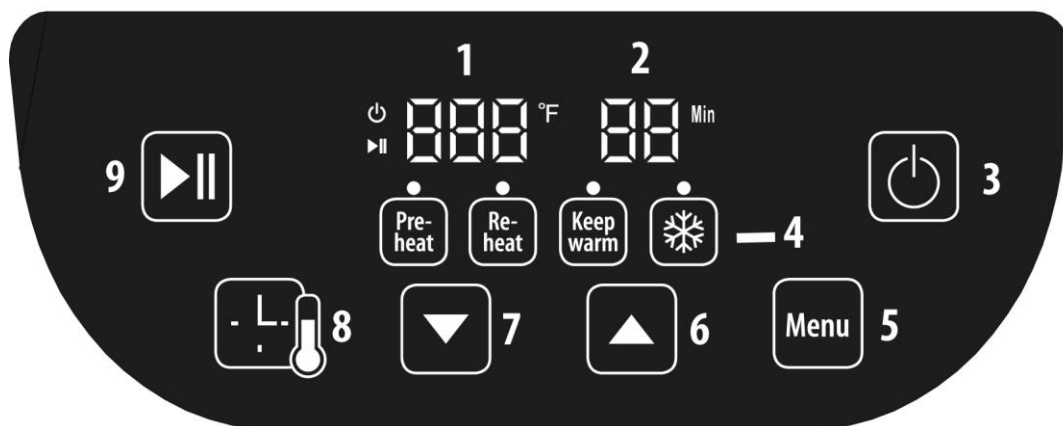 1
2
888 °F
88 Min
9
3
Pre-
heat
Re-
heat
Keep
warm
4
8
7
6
Menu
5